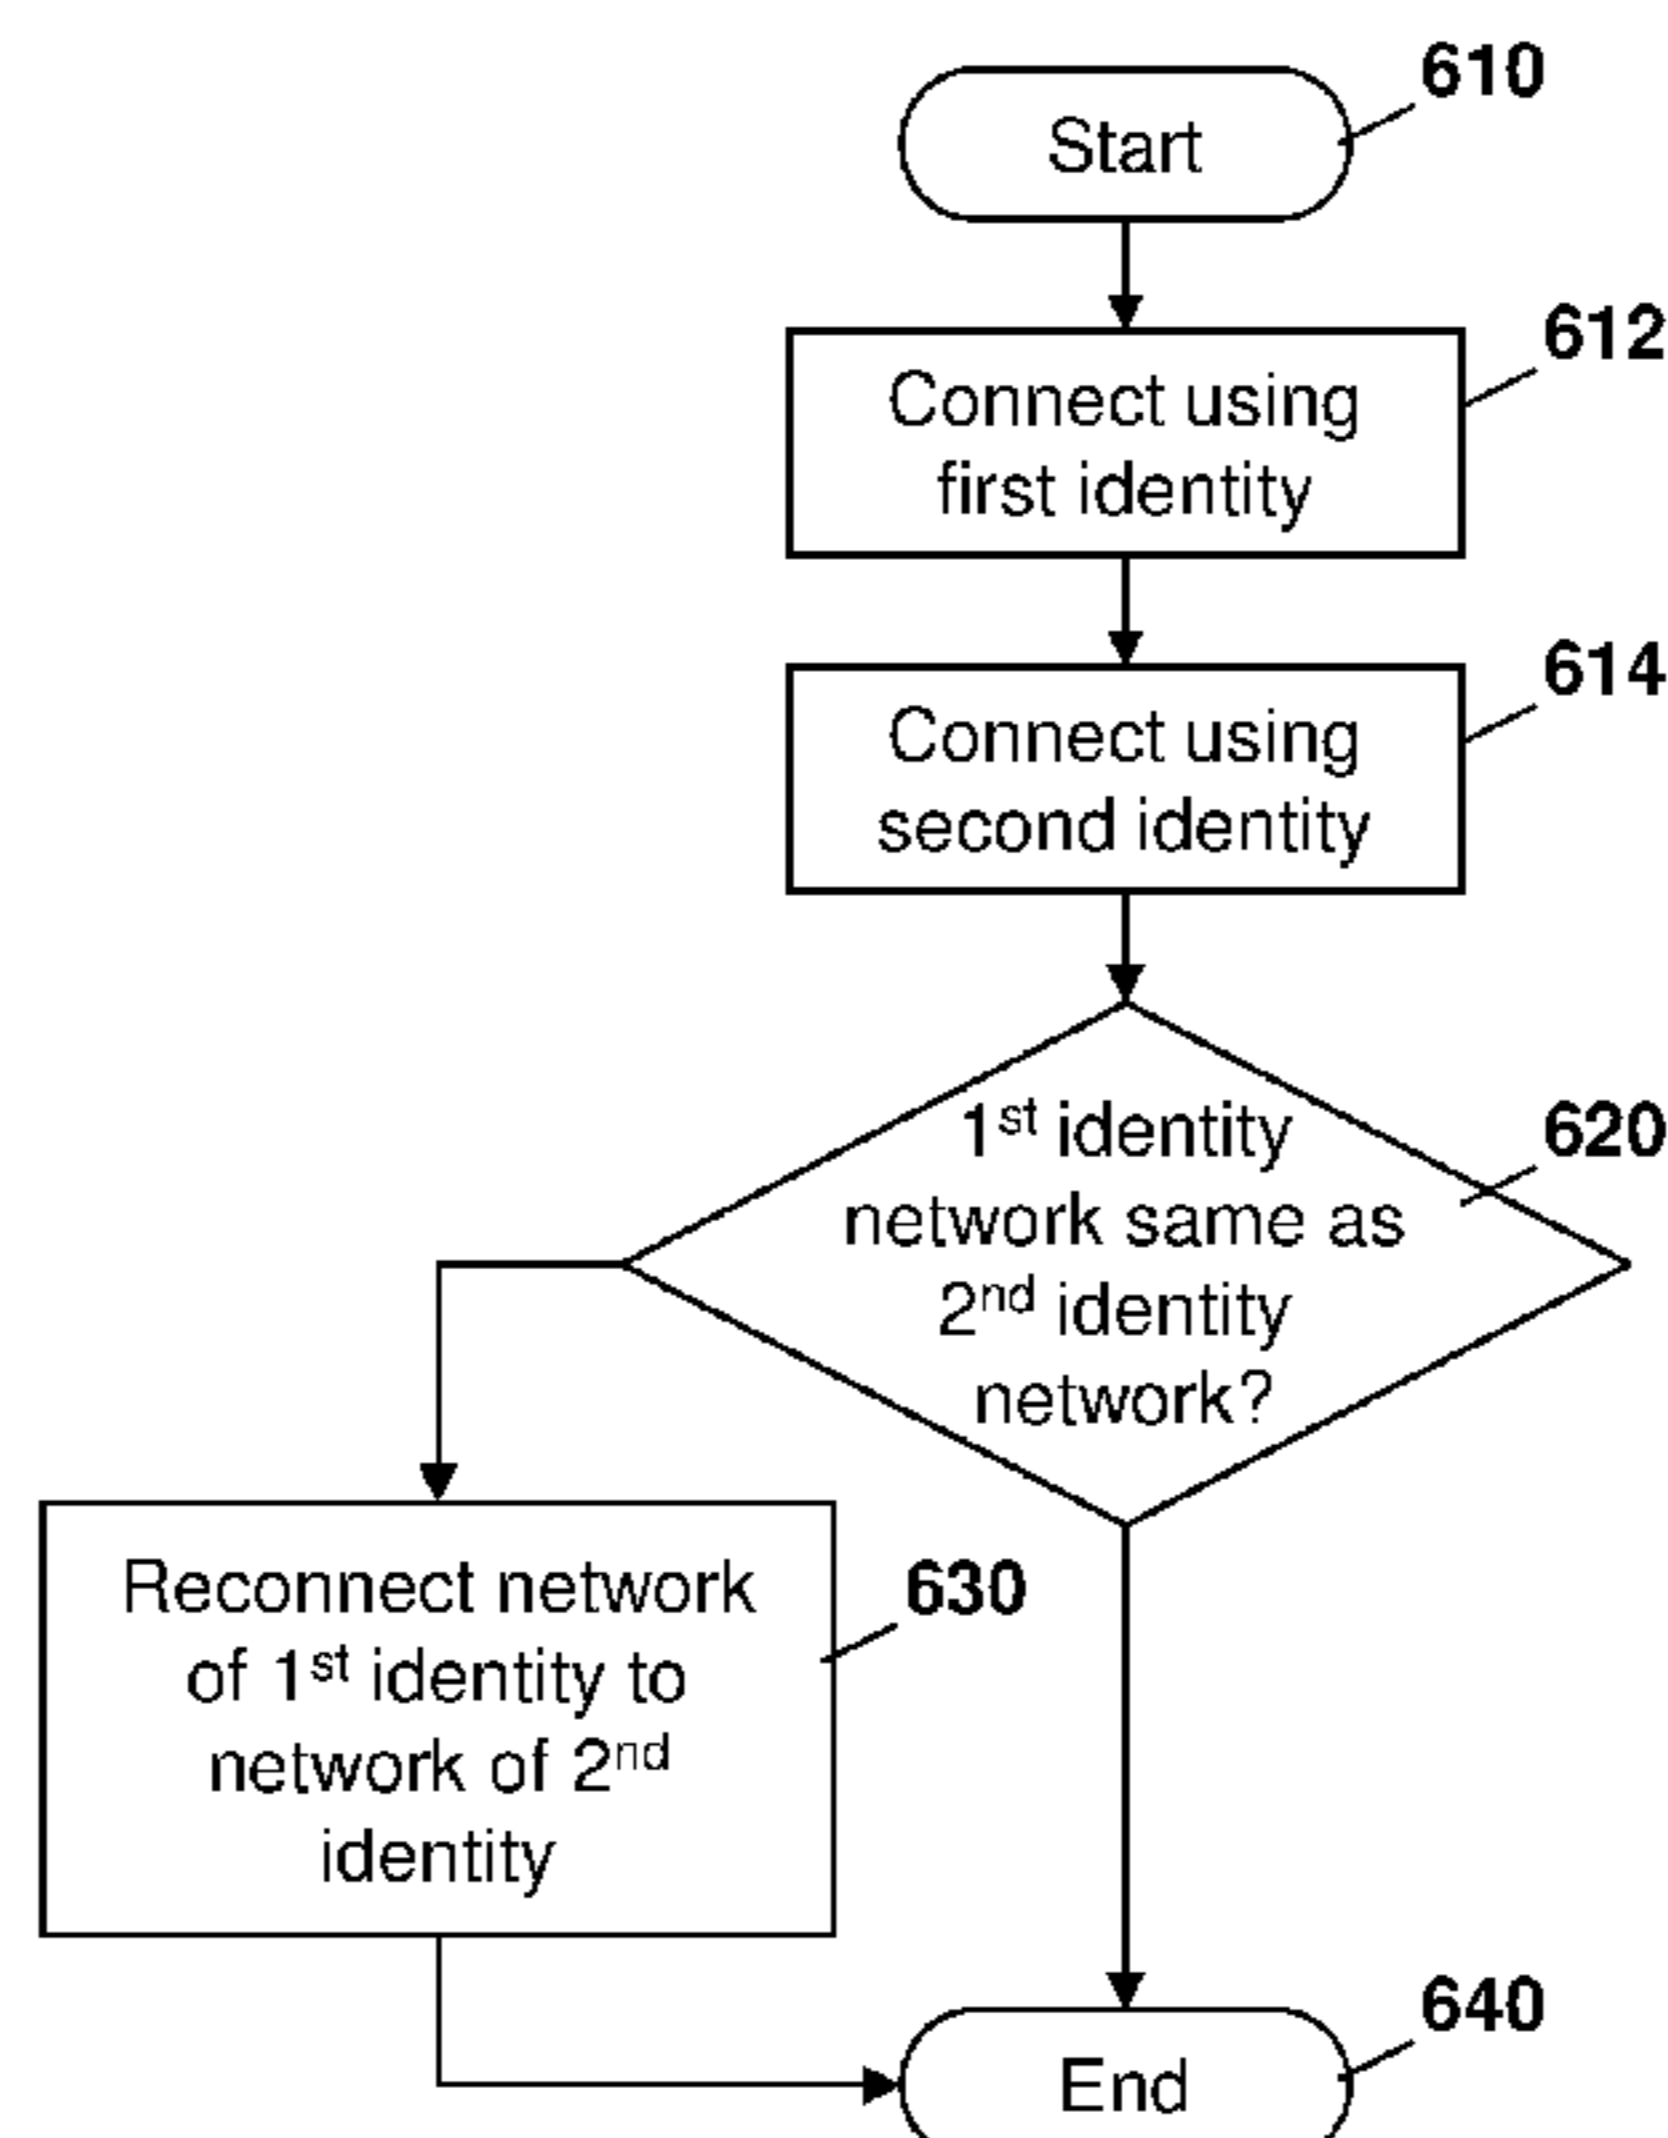 610
Start
612
Connect using
first identity
614
Connect using
second identity
620
1st identity
network same as
2nd identity
network?
630
Reconnect network
of 1st identity to
network of 2nd
identity
640
End